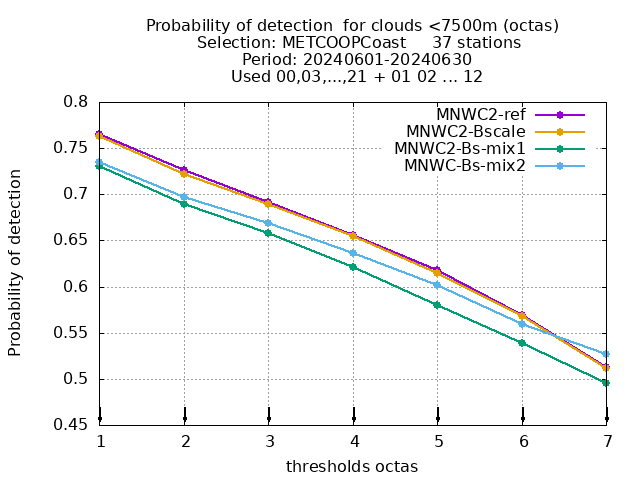 Probability of detection  for clouds <7500m (octas)
Selection: METCOOPCoast     37 stations
Period: 20240601-20240630
Used 00,03,...,21 + 01 02 ... 12
MNWC2-ref
MNWC2-Bscale
MNWC2-Bs-mix1
MNWC-Bs-mix2
Probability of detection
0.8
0.75
0.7
0.65
0.6
0.55
0.5
0.45
1 2 3 4 5 6 7
thresholds octas